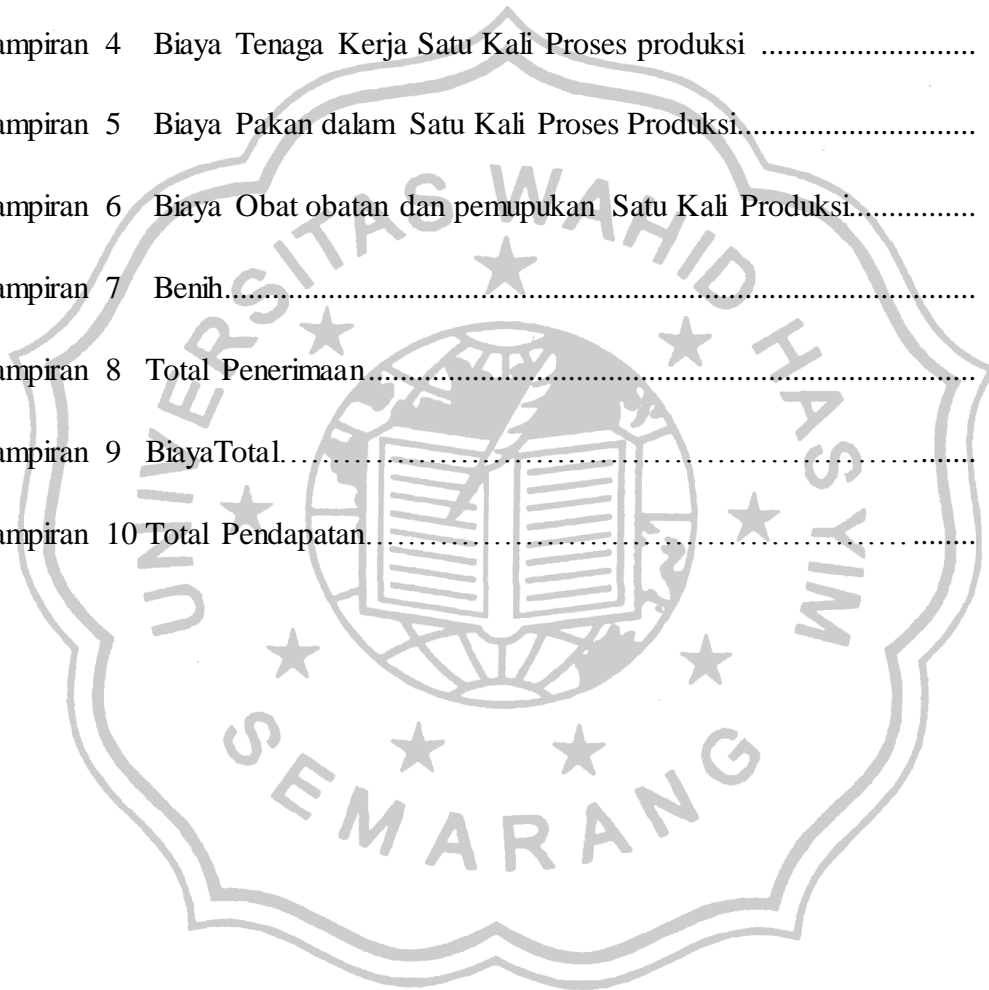 ampiran 4 Biaya Tenaga Kerja Satu Kali Proses produksi ...........................
ampiran 5 Biaya Pakan dalam Satu Kali Proses Produksi..............................
ampiran 6 Biaya Obat obatan dan pemupukan Satu Kali Produksi................
ampiran 7 Benih...............................................................................................
ampiran 8 Total Penerimaan............................................................................
ampiran 9 BiayaTotal…………………………………………………………….......
ampiran 10 Total Pendapatan……………………………………………………........
UNIVERSITAS WAHID HASYIM
SEMARANG